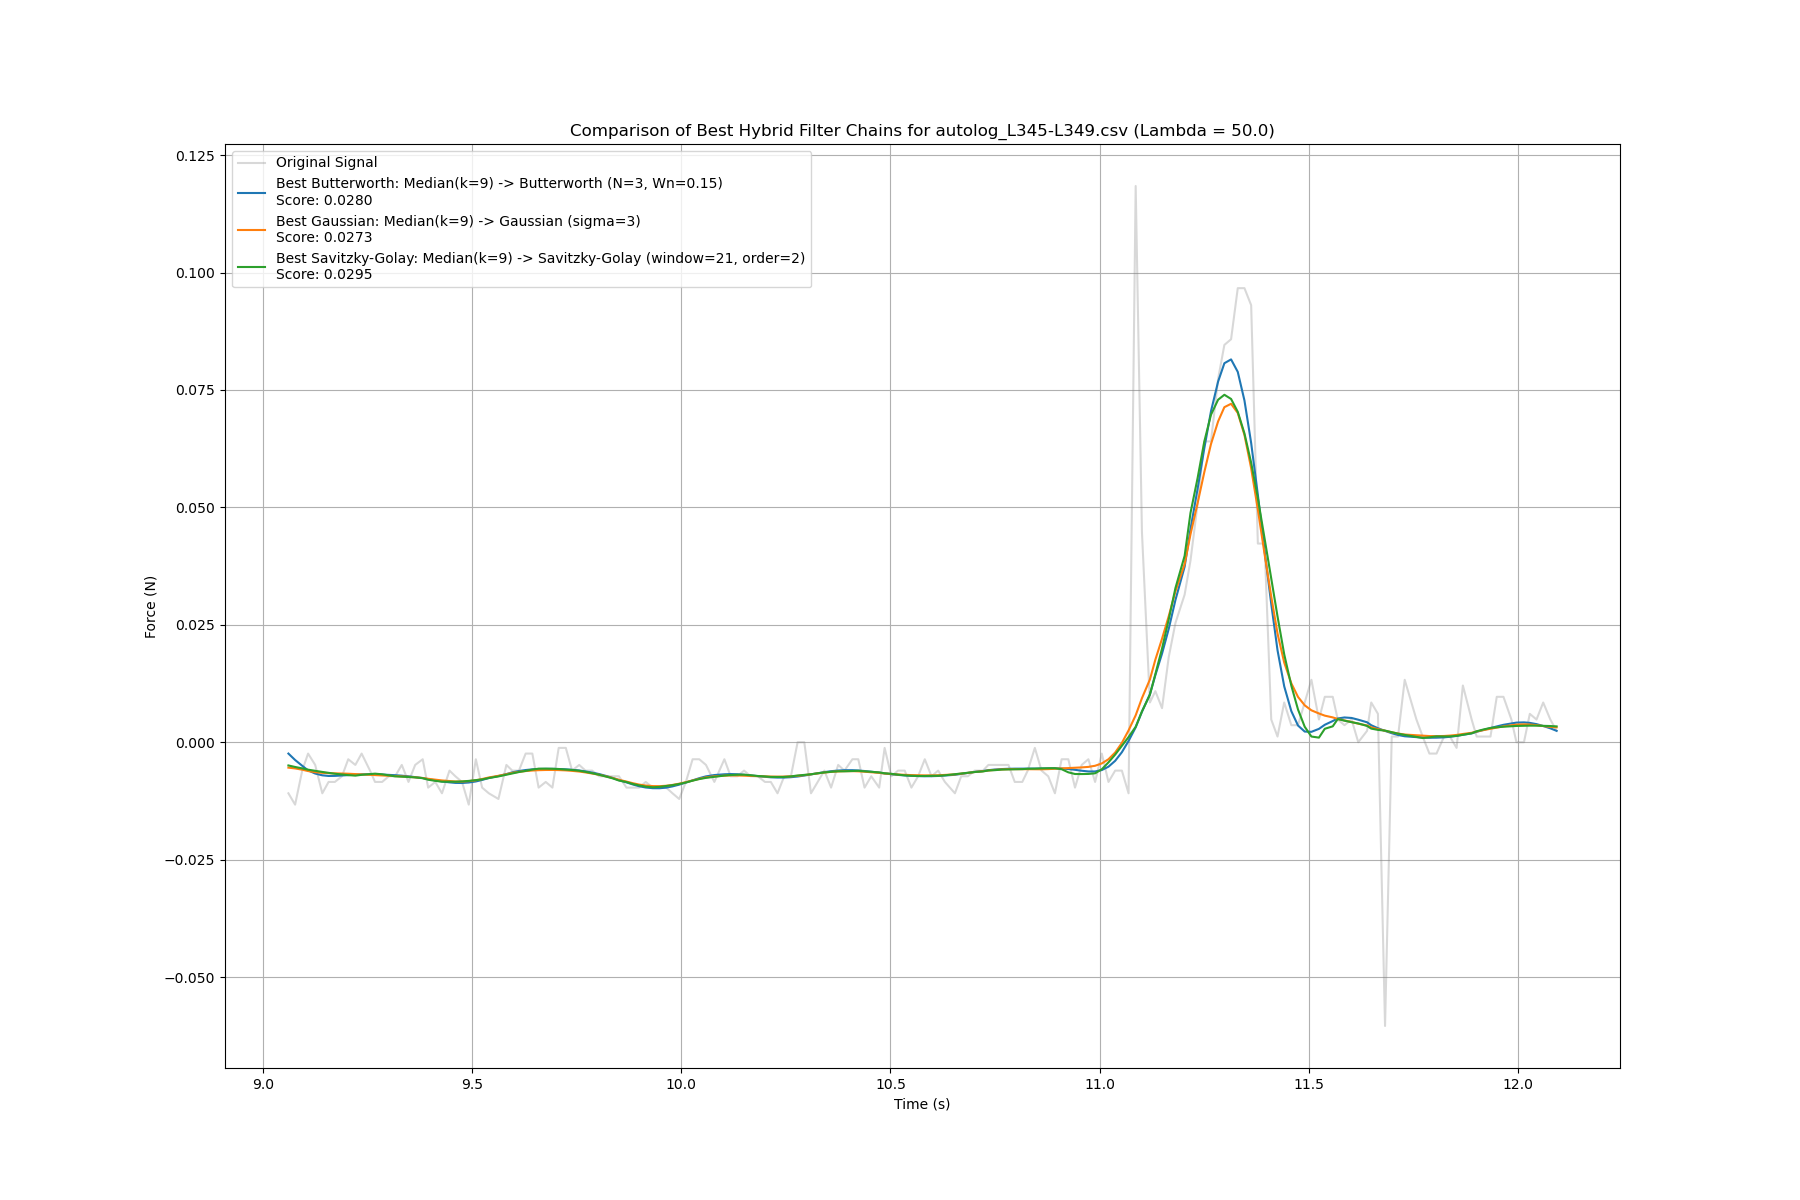 Comparison of Best Hybrid Filter Chains for autolog_L345-L349.csv (Lambda = 50.0)
Original Signal
Best Butterworth: Median(k=9) -> Butterworth (N=3, Wn=0.15)
Score: 0.0280
Best Gaussian: Median(k=9) -> Gaussian (sigma=3)
Score: 0.0273
Best Savitzky-Golay: Median(k=9) -> Savitzky-Golay (window=21, order=2)
Score: 0.0295
0.125
0.100
0.075
0.050
0.025
0.000
−0.025
−0.050
Force (N)
9.0
9.5
10.0
10.5
11.0
11.5
12.0
Time (s)